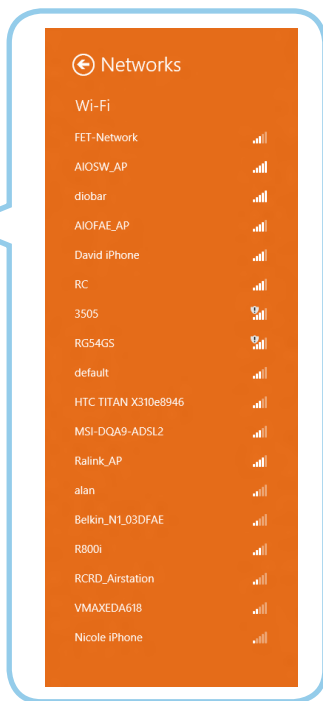 Networks
Wi-Fi
FET-Network
AIOSW_AP
diobar
AIOFAE_AP
David iPhone
RC
3505
RG54GS
default
HTC TITAN X310e8946
MSI-DQA9-ADSL2
Ralink_AP
alan
Belkin_N1_03DFAE
R800i
RCRD_Airstation
VMAXEDA618
Nicole iPhone